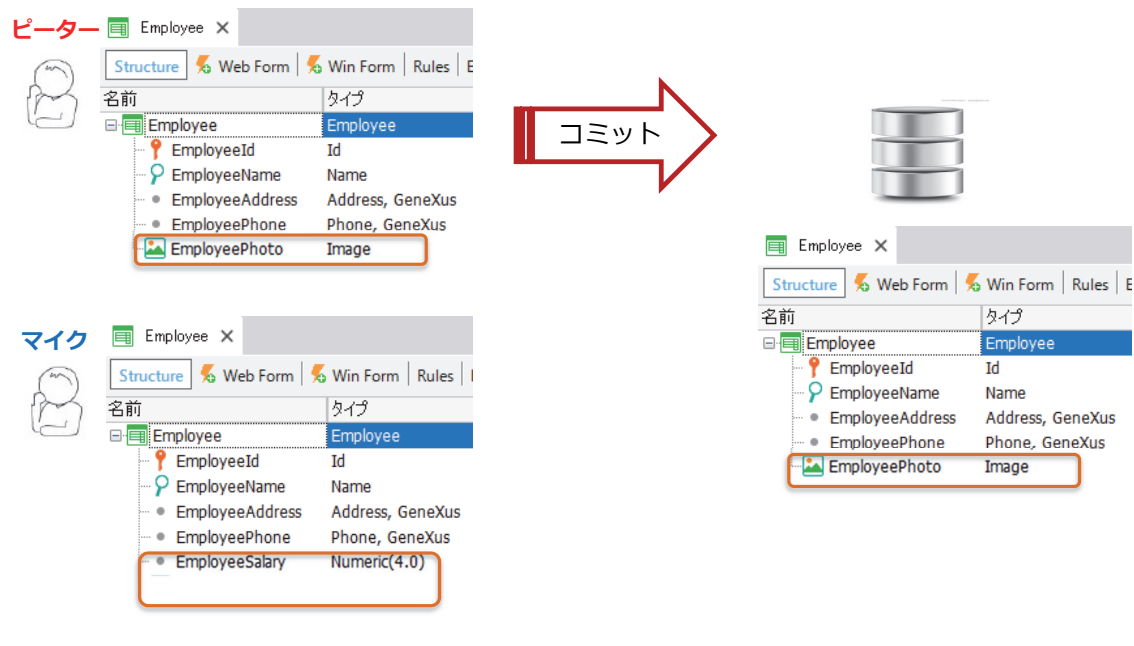 ピーター
Employee
Structure Web Form Win Form Rules E
名前 タイプ
Employee Employee
EmployeeId Id
EmployeeName Name
EmployeeAddress Address, GeneXus
EmployeePhone Phone, GeneXus
EmployeePhoto Image
コミット
マイク
Employee
Structure Web Form Win Form Rules
名前 タイプ
Employee Employee
EmployeeId Id
EmployeeName Name
EmployeeAddress Address, GeneXus
EmployeePhone Phone, GeneXus
EmployeeSalary Numeric(4.0)
Employee
Structure Web Form Win Form Rules E
名前 タイプ
Employee Employee
EmployeeId Id
EmployeeName Name
EmployeeAddress Address, GeneXus
EmployeePhone Phone, GeneXus
EmployeePhoto Image